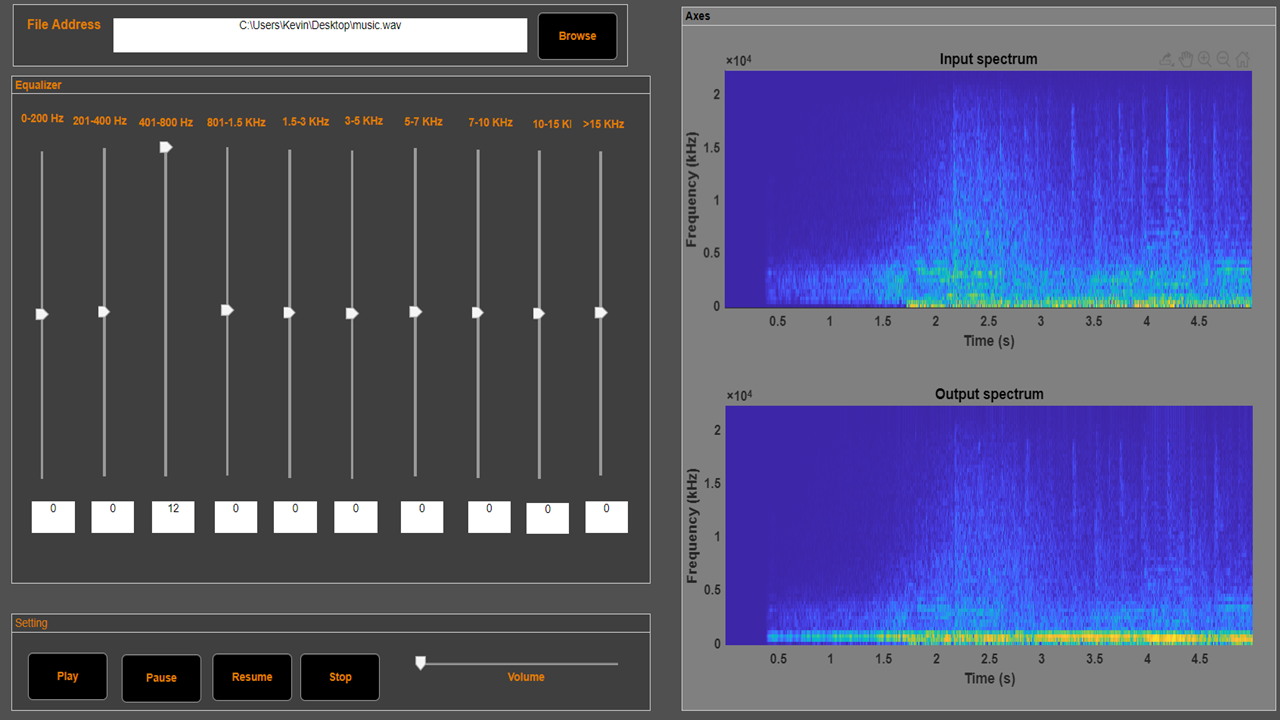 File Address
C:\Users\Kevin\Desktop\music.wav
Browse
Equalizer
0-200 Hz 201-400 Hz 401-800 Hz 801-1.5 KHz 1.5-3 KHz 3-5 KHz 5-7 KHz 7-10 KHz 10-15 Kl >15 KHz
0 0 12 0 0 0 0 0 0 0
Setting
Play Pause Resume Stop
Volume
Axes
Input spectrum
×10⁴
2
1.5
1
0.5
0
Frequency (kHz)
0.5 1 1.5 2 2.5 3 3.5 4 4.5
Time (s)
Output spectrum
×10⁴
2
1.5
1
0.5
0
Frequency (kHz)
0.5 1 1.5 2 2.5 3 3.5 4 4.5
Time (s)